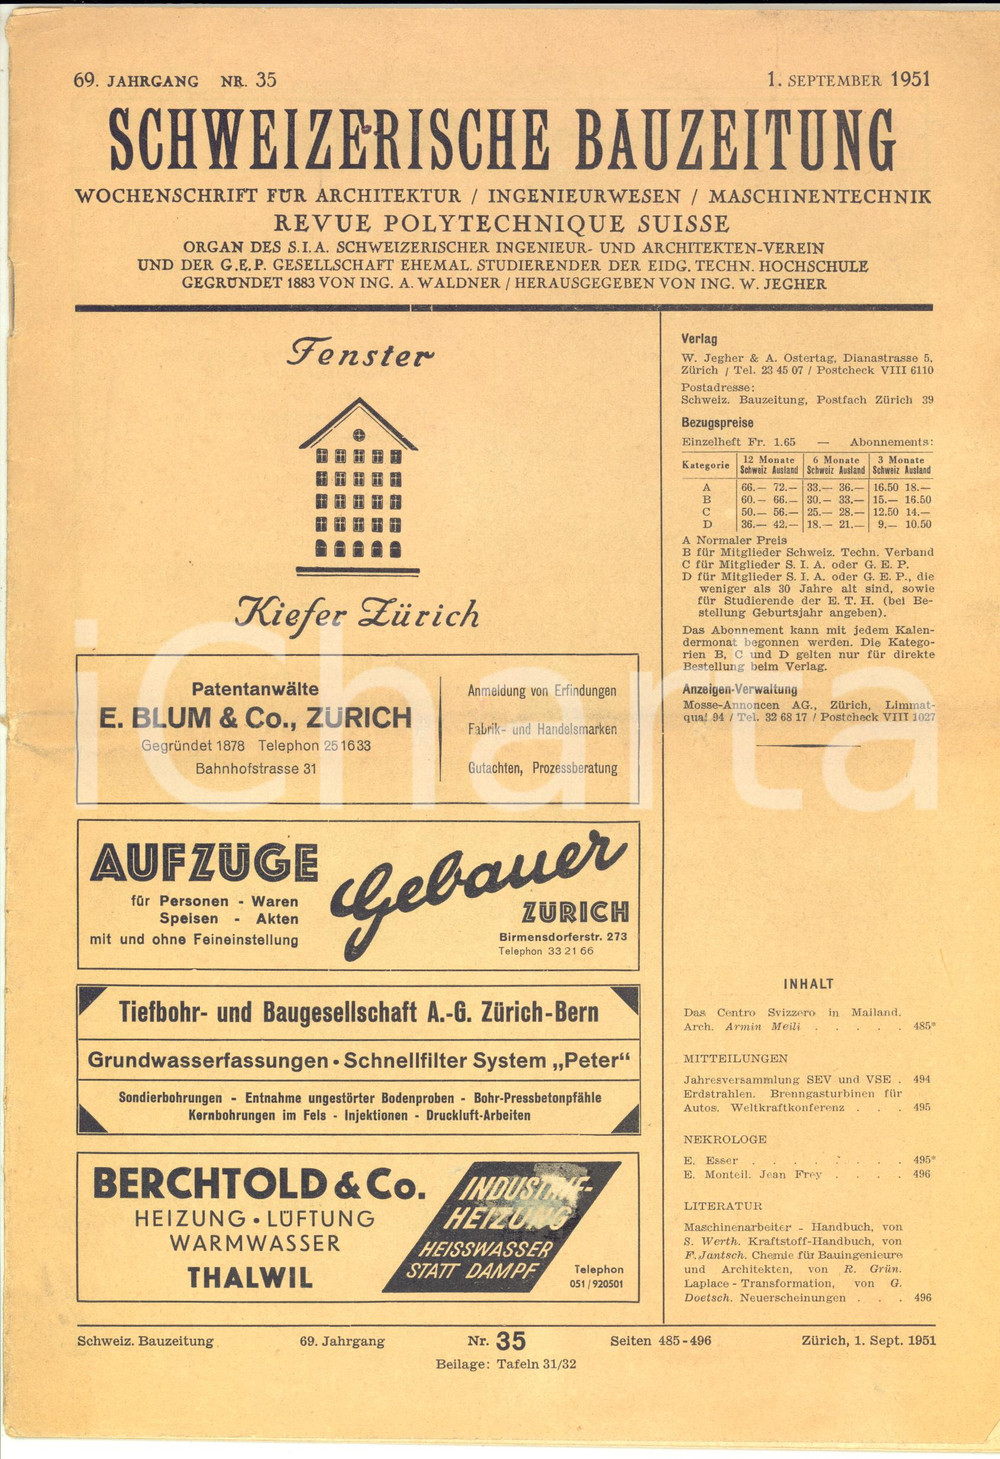 69. JAHRGANG NR. 35
1. SEPTEMBER 1951
SCHWEIZERISCHE BAUZEITUNG
WOCHENSCHRIFT FÜR ARCHITEKTUR / INGENIEURWESEN / MASCHINENTECHNIK
REVUE POLYTECHNIQUE SUISSE
ORGAN DES S.I.A. SCHWEIZERISCHER INGENIEUR- UND ARCHITEKTEN-VEREIN
UND DER G.E.P. GESELLSCHAFT EHEMAL. STUDIERENDER DER EIDG. TECHN. HOCHSCHULE
GEGRÜNDET 1883 VON ING. A. WALDNER / HERAUSGEGEBEN VON ING. W. JEGHER
Fenster
Kiefer Zürich
Patentanwälte
E. BLUM & Co., ZÜRICH
Gegründet 1878 Telephon 25 16 33
Bahnhofstrasse 31
Anmeldung von Erfindungen
Fabrik- und Handelsmarken
Gutachten, Prozessberatung
AUFZÜGE
für Personen - Waren
Speisen - Akten
mit und ohne Feineinstellung
Gebauer
ZÜRICH
Birmensdorferstr. 273
Telephon 33 21 66
Tiefbohr- und Baugesellschaft A.-G. Zürich-Bern
Grundwasserfassungen • Schnellfilter System „Peter“
Sondierbohrungen - Entnahme ungestörter Bodenproben - Bohr-Pressbetonpfähle
Kernbohrungen im Fels - Injektionen - Druckluft-Arbeiten
BERCHTOLD & Co.
HEIZUNG • LÜFTUNG
WARMWASSER
THALWIL
INDUSTRIE-
HEIZUNG
HEISSWASSER
STATT DAMPF
Telephon
051/920501
Verlag
W. Jegher & A. Ostertag, Dianastrasse 5,
Zürich / Tel. 23 45 07 / Postcheck VIII 6110
Postadresse:
Schweiz. Bauzeitung, Postfach Zürich 39
Bezugspreise
Einzelheft Fr. 1.65 — Abonnements:
Kategorie 12 Monate 6 Monate 3 Monate
Schweiz Ausland Schweiz Ausland Schweiz Ausland
A 66.— 72.— 33.— 36.— 16.50 18.—
B 60.— 66.— 30.— 33.— 15.— 16.50
C 50.— 56.— 25.— 28.— 12.50 14.—
D 36.— 42.— 18.— 21.— 9.— 10.50
A Normaler Preis
B für Mitglieder Schweiz. Techn. Verband
C für Mitglieder S. I. A. oder G. E. P.
D für Mitglieder S. I. A. oder G. E. P., die
weniger als 30 Jahre alt sind, sowie
für Studierende der E. T. H. (bei Be-
stellung Geburtsjahr angeben).
Das Abonnement kann mit jedem Kalen-
dermonat begonnen werden. Die Katego-
rien B, C und D gelten nur für direkte
Bestellung beim Verlag.
Anzeigen-Verwaltung
Mosse-Annoncen AG., Zürich, Limmat-
quai 94 / Tel. 32 68 17 / Postcheck VIII 1027
INHALT
Das Centro Svizzero in Mailand.
Arch. Armin Meili . . . . . 485*
MITTEILUNGEN
Jahresversammlung SEV und VSE . 494
Erdstrahlen. Brenngasturbinen für
Autos. Weltkraftkonferenz . . . 495
NEKROLOGE
E. Esser . . . . . . . . 495*
E. Monteil. Jean Frey . . . . 496
LITERATUR
Maschinenarbeiter - Handbuch, von
S. Werth. Kraftstoff-Handbuch, von
F. Jantsch. Chemie für Bauingenieure
und Architekten, von R. Grün.
Laplace - Transformation, von G.
Doetsch. Neuerscheinungen . . . 496
Schweiz. Bauzeitung 69. Jahrgang Nr. 35 Seiten 485-496 Zürich, 1. Sept. 1951
Beilage: Tafeln 31/32
iCharta